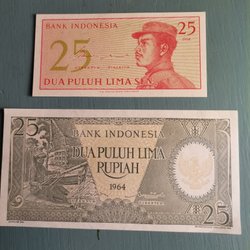 BANK INDONESIA
25
25
DUA PULUH LIMA SEN
25
BANK INDONESIA
DUA PULUH LIMA
RUPIAH
1964
25